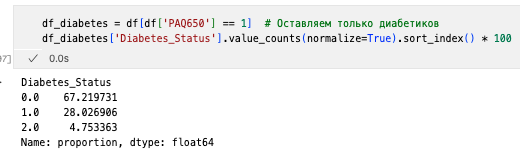 df_diabetes = df[df['PAQ650'] == 1]  # Оставляем только диабетиков
df_diabetes['Diabetes_Status'].value_counts(normalize=True).sort_index() * 100
0.0s
Diabetes_Status
0.0    67.219731
1.0    28.026906
2.0     4.753363
Name: proportion, dtype: float64